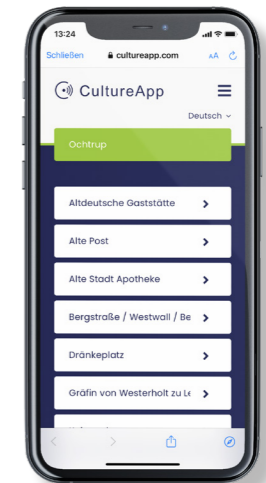 13:24
Schließen cultureapp.com AA
CultureApp
Deutsch
Ochtrup
Altdeutsche Gaststätte
Alte Post
Alte Stadt Apotheke
Bergstraße / Westwall / Be
Dränkeplatz
Gräfin von Westerholt zu Le